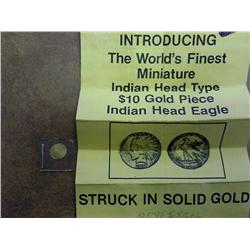 INTRODUCING
The World's Finest
Miniature
Indian Head Type
$10 Gold Piece
Indian Head Eagle
STRUCK IN SOLID GOLD